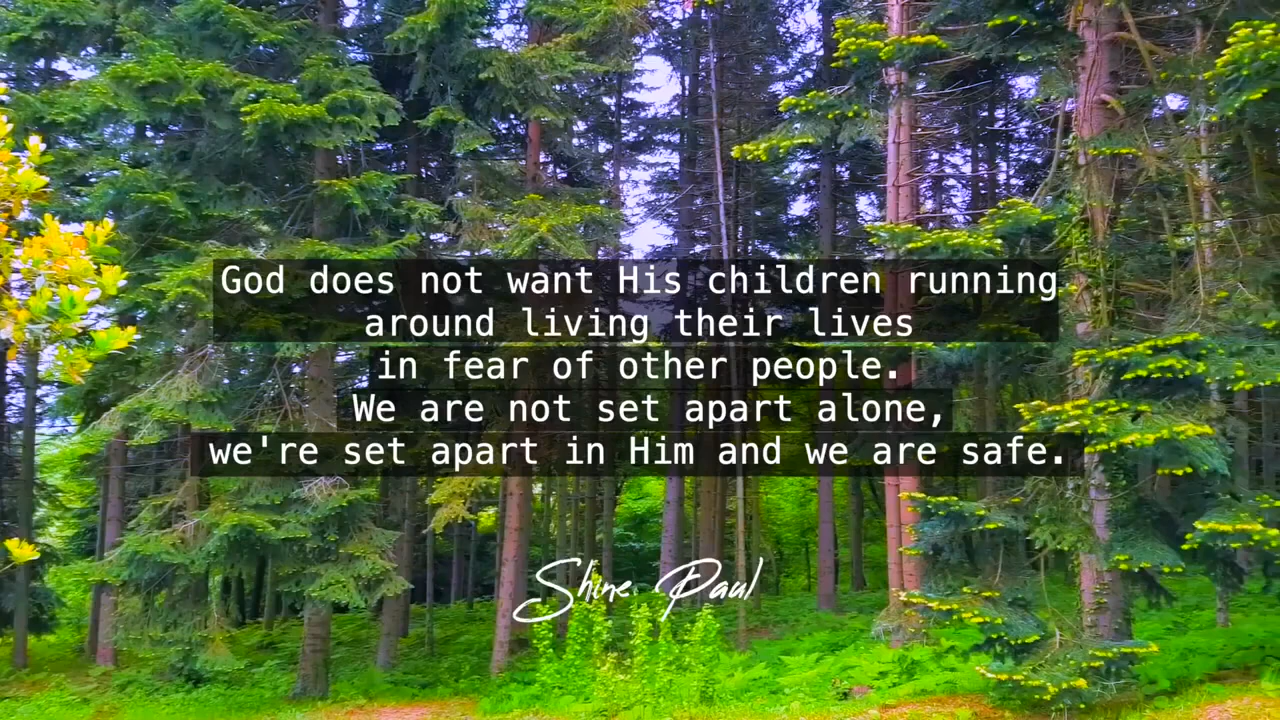 God does not want His children running
around living their lives
in fear of other people.
We are not set apart alone,
we're set apart in Him and we are safe.
Shine Paul